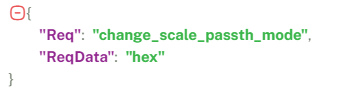 {
"Req": "change_scale_passth_mode",
"ReqData": "hex"
}